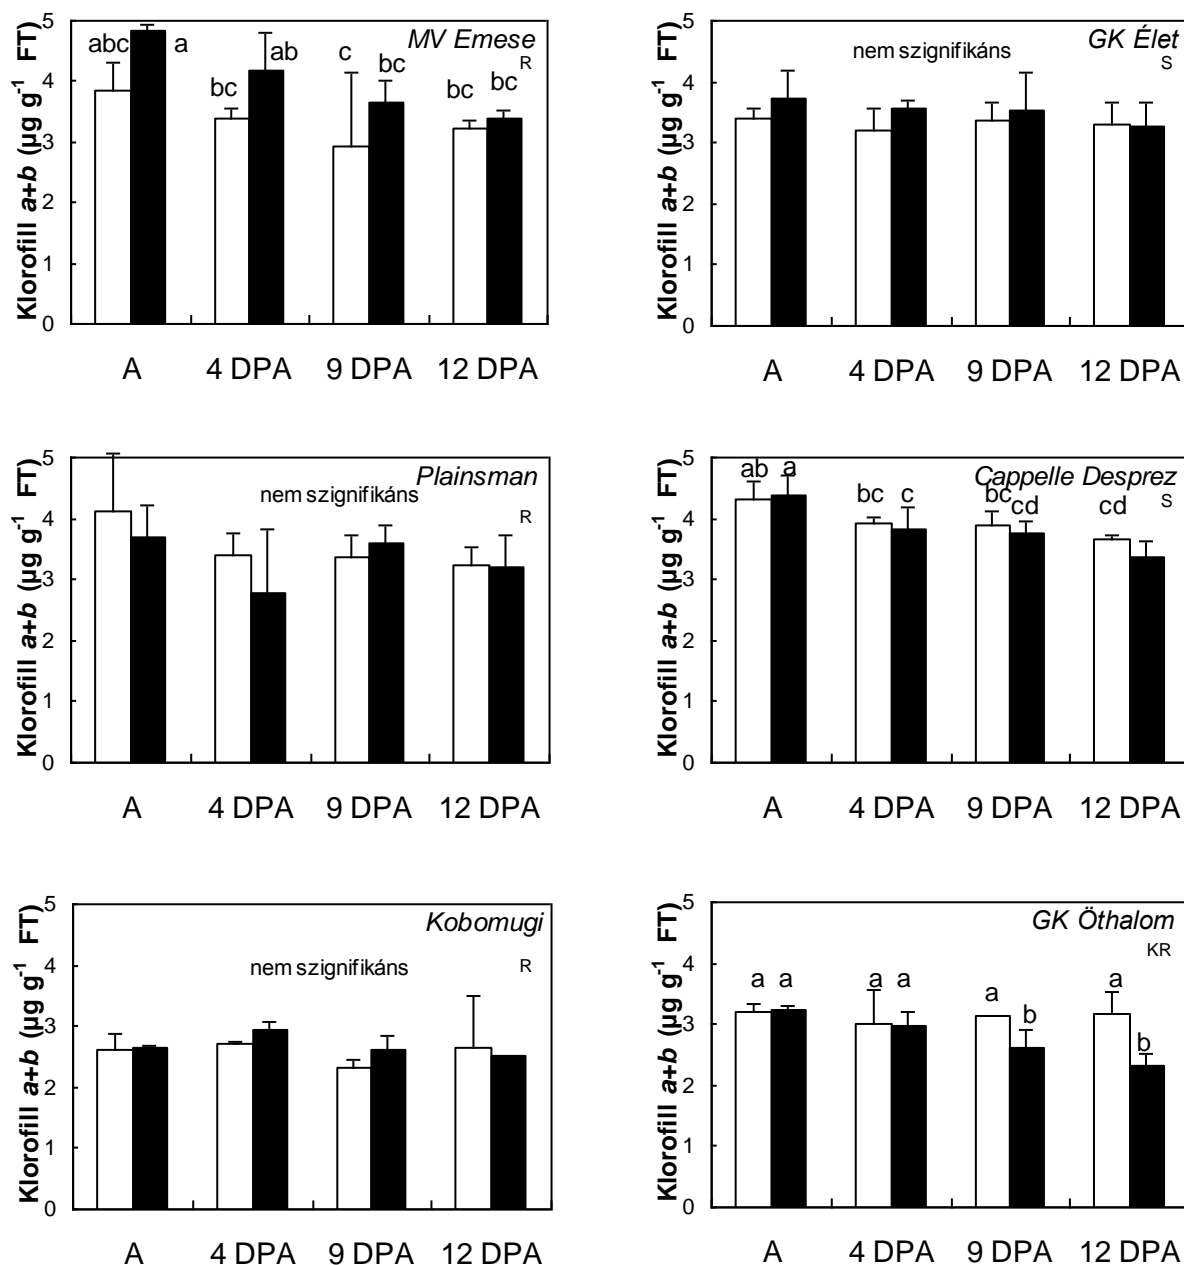 Klorofill a+b (µg g⁻¹ FT)
5
4
3
2
1
0
MV Emese
R
abc
a
bc
ab
c
bc
bc
bc
A
4 DPA
9 DPA
12 DPA
Klorofill a+b (µg g⁻¹ FT)
5
4
3
2
1
0
GK Élet
S
nem szignifikáns
A
4 DPA
9 DPA
12 DPA
Klorofill a+b (µg g⁻¹ FT)
5
4
3
2
1
0
Plainsman
nem szignifikáns
R
A
4 DPA
9 DPA
12 DPA
Klorofill a+b (µg g⁻¹ FT)
5
4
3
2
1
0
Cappelle Desprez
S
ab
a
bc
c
bc
cd
cd
A
4 DPA
9 DPA
12 DPA
Klorofill a+b (µg g⁻¹ FT)
5
4
3
2
1
0
Kobomugi
nem szignifikáns
R
A
4 DPA
9 DPA
12 DPA
Klorofill a+b (µg g⁻¹ FT)
5
4
3
2
1
0
GK Öthalom
KR
a
a
a
a
a
b
a
b
A
4 DPA
9 DPA
12 DPA